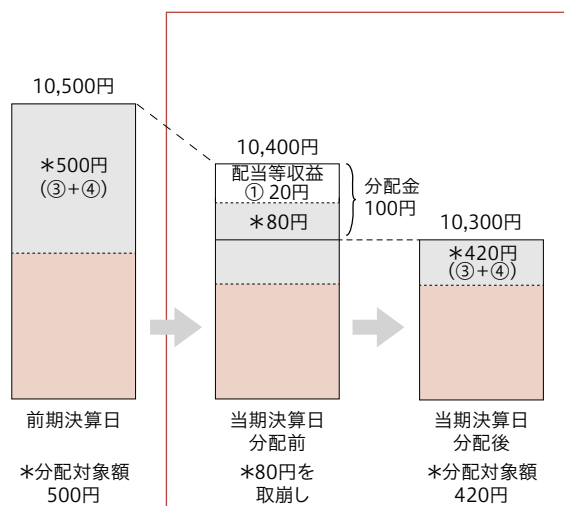 10,500円
＊500円
(③+④)
前期決算日
＊分配対象額
500円
10,400円
配当等収益
① 20円
＊80円
分配金
100円
当期決算日
分配前
＊80円を
取崩し
10,300円
＊420円
(③+④)
当期決算日
分配後
＊分配対象額
420円